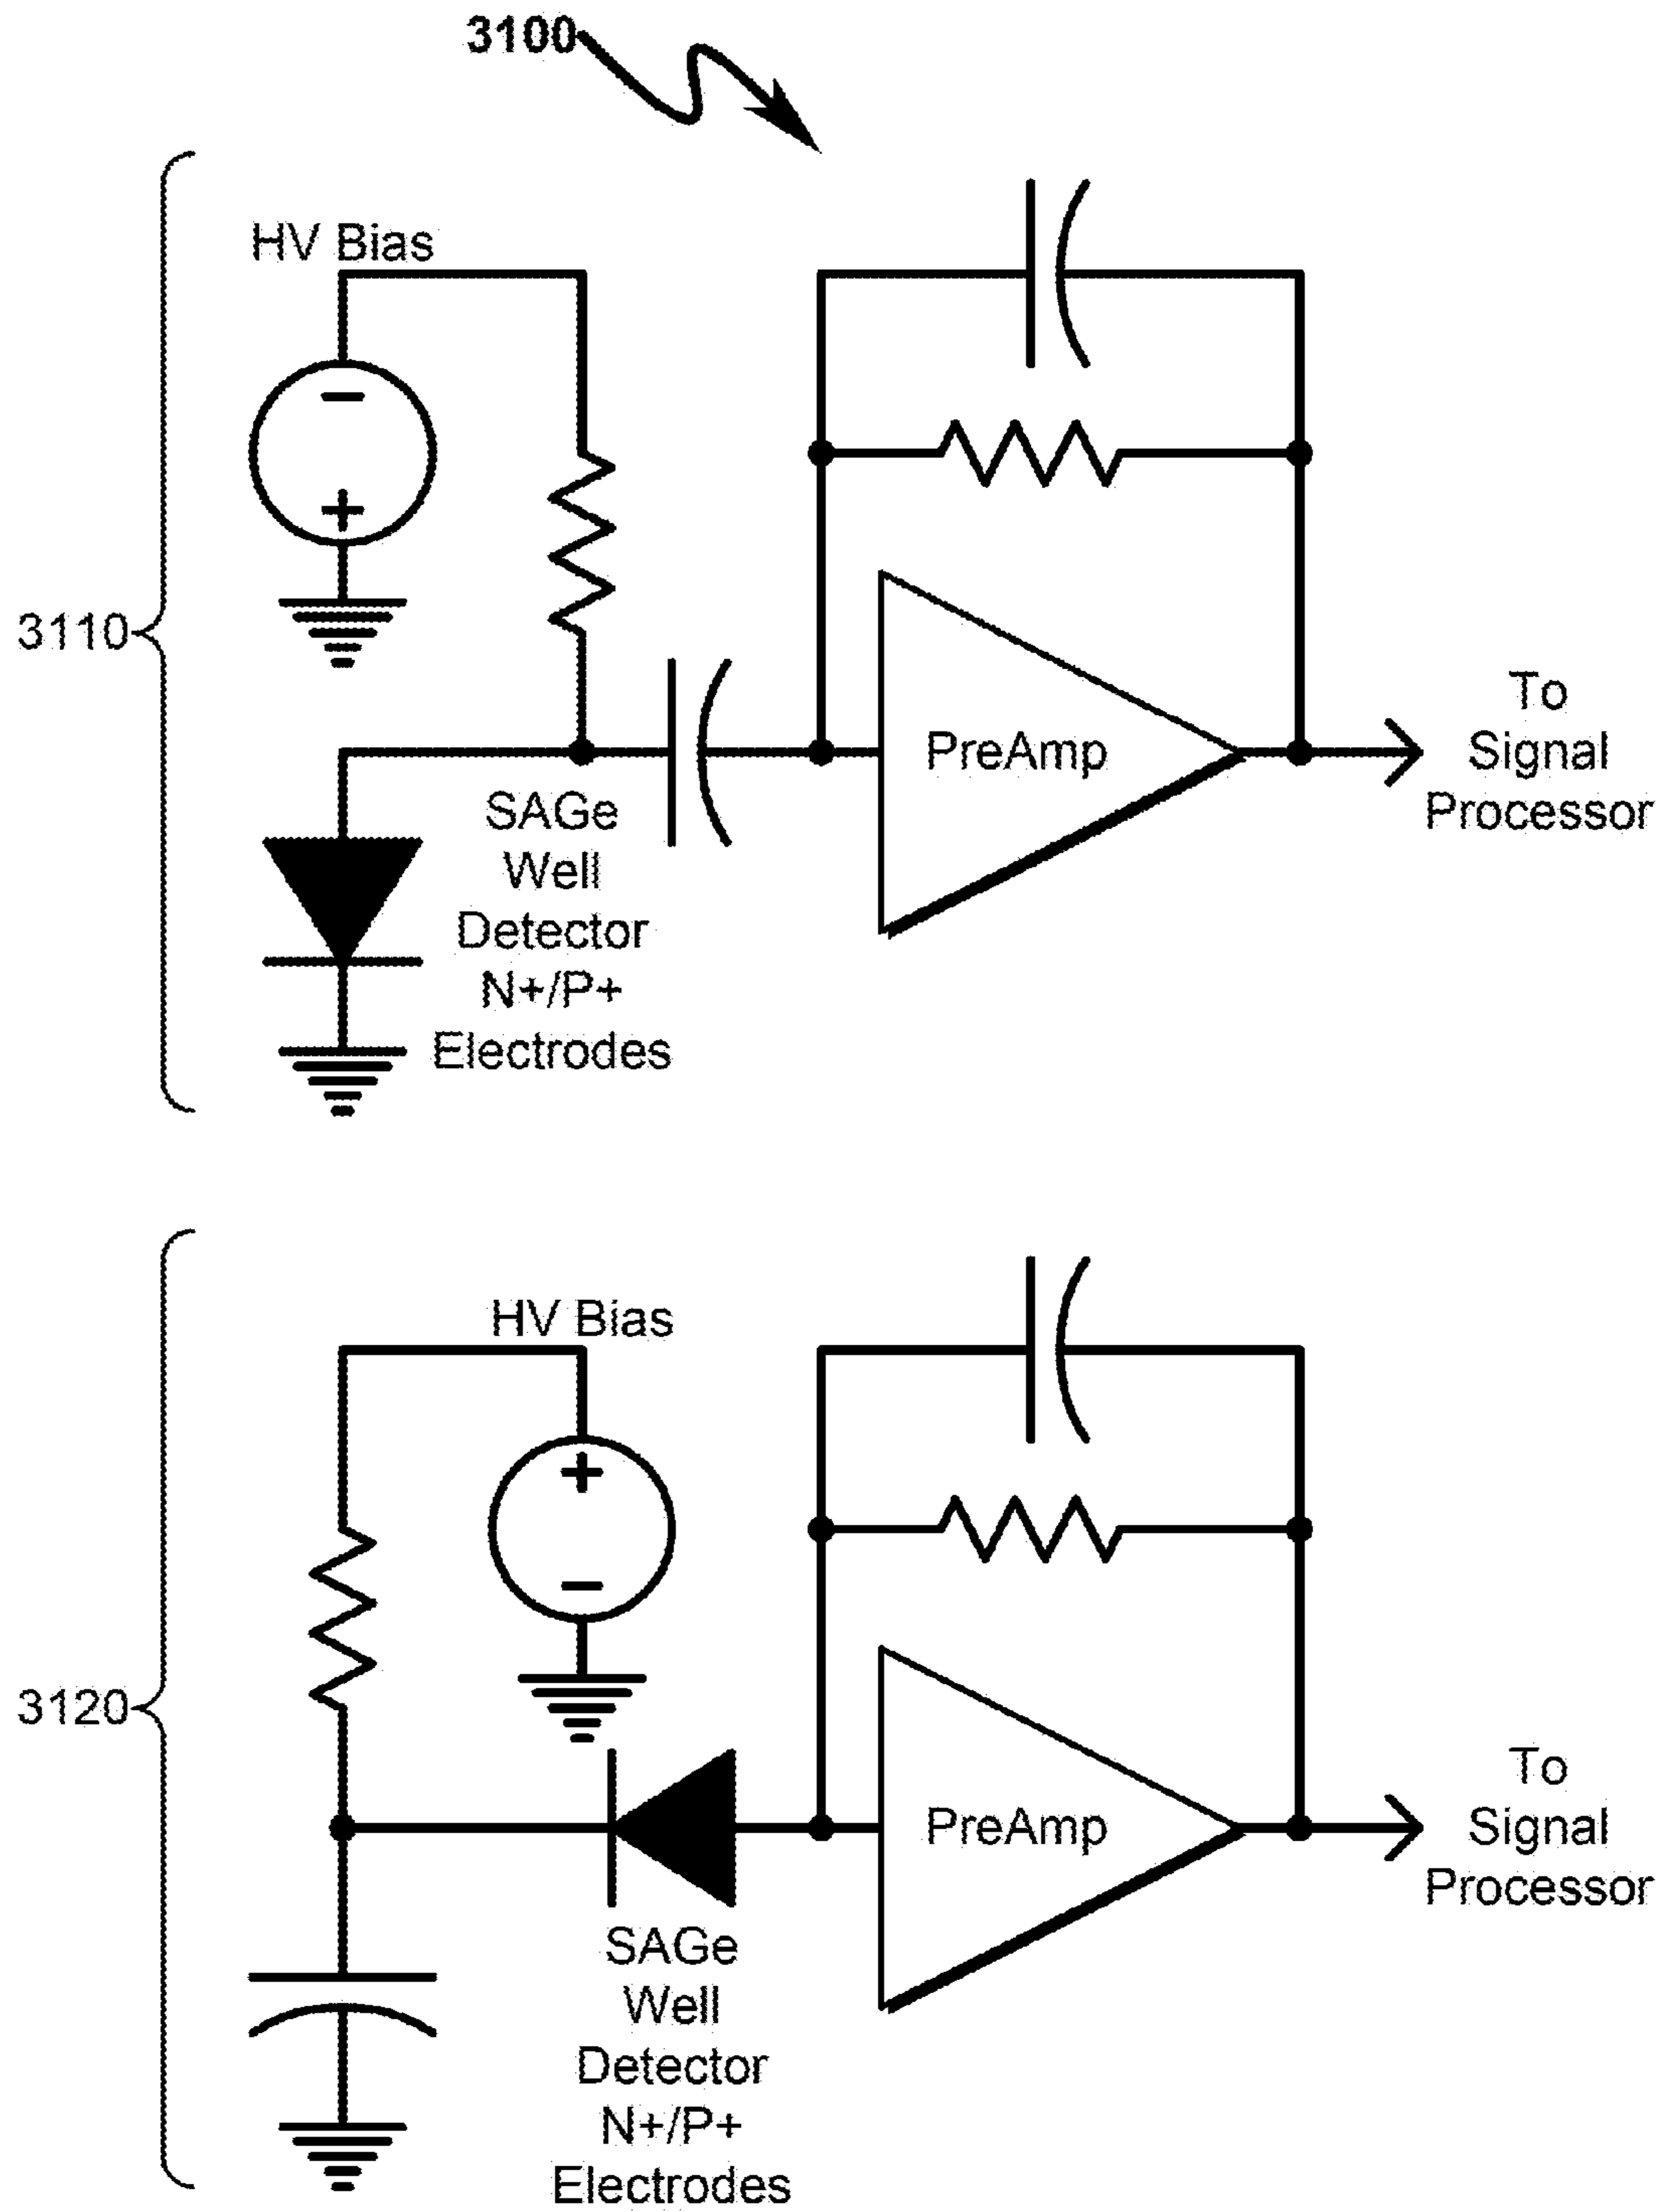 3100
HV Bias
-
+
3110
PreAmp
To
Signal
Processor
SAGe
Well
Detector
N+/P+
Electrodes
HV Bias
+
-
3120
PreAmp
To
Signal
Processor
SAGe
Well
Detector
N+/P+
Electrodes